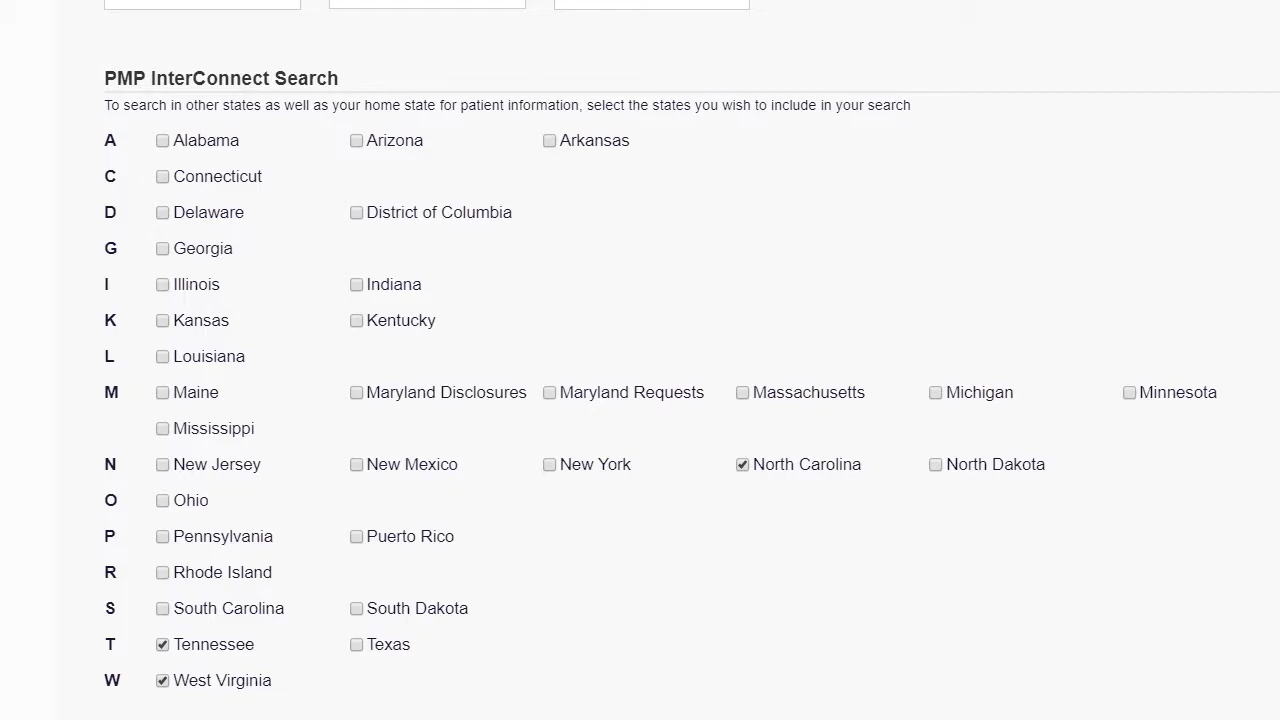 PMP InterConnect Search
To search in other states as well as your home state for patient information, select the states you wish to include in your search
A Alabama Arizona Arkansas
C Connecticut
D Delaware District of Columbia
G Georgia
I Illinois Indiana
K Kansas Kentucky
L Louisiana
M Maine Maryland Disclosures Maryland Requests Massachusetts Michigan Minnesota
Mississippi
N New Jersey New Mexico New York North Carolina North Dakota
O Ohio
P Pennsylvania Puerto Rico
R Rhode Island
S South Carolina South Dakota
T Tennessee Texas
W West Virginia